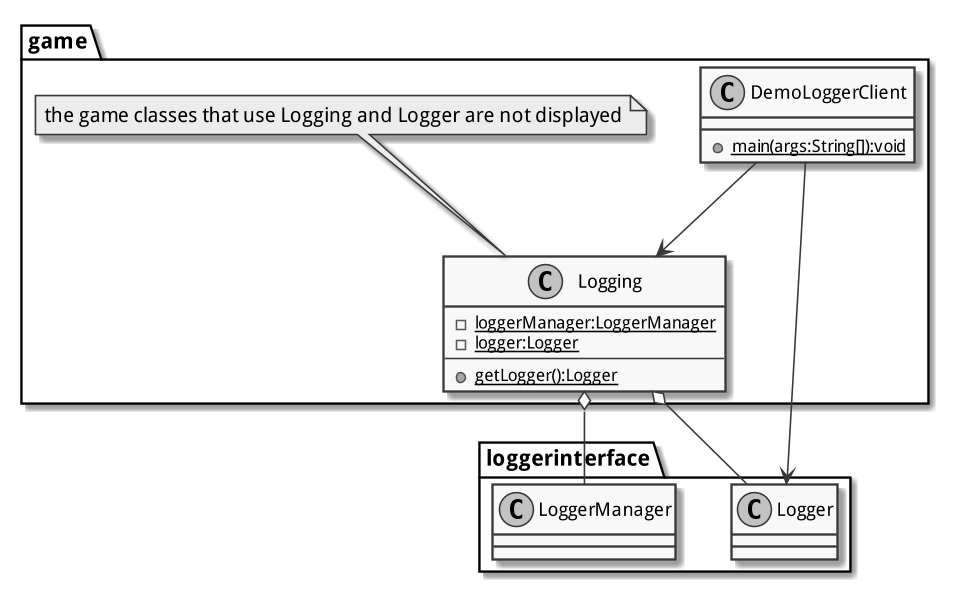 game
C DemoLoggerClient
main(args:String[]):void
the game classes that use Logging and Logger are not displayed
C Logging
loggerManager:LoggerManager
logger:Logger
getLogger():Logger
loggerinterface
C LoggerManager
C Logger